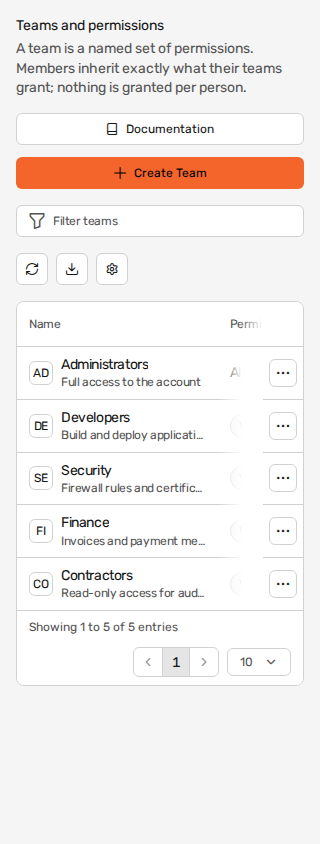 Teams and permissions
A team is a named set of permissions.
Members inherit exactly what their teams
grant; nothing is granted per person.
Documentation
Create Team
Filter teams
Name
AD Administrators
Full access to the account
DE Developers
Build and deploy applicati…
SE Security
Firewall rules and certific…
FI Finance
Invoices and payment me…
CO Contractors
Read-only access for aud…
Showing 1 to 5 of 5 entries
1 10